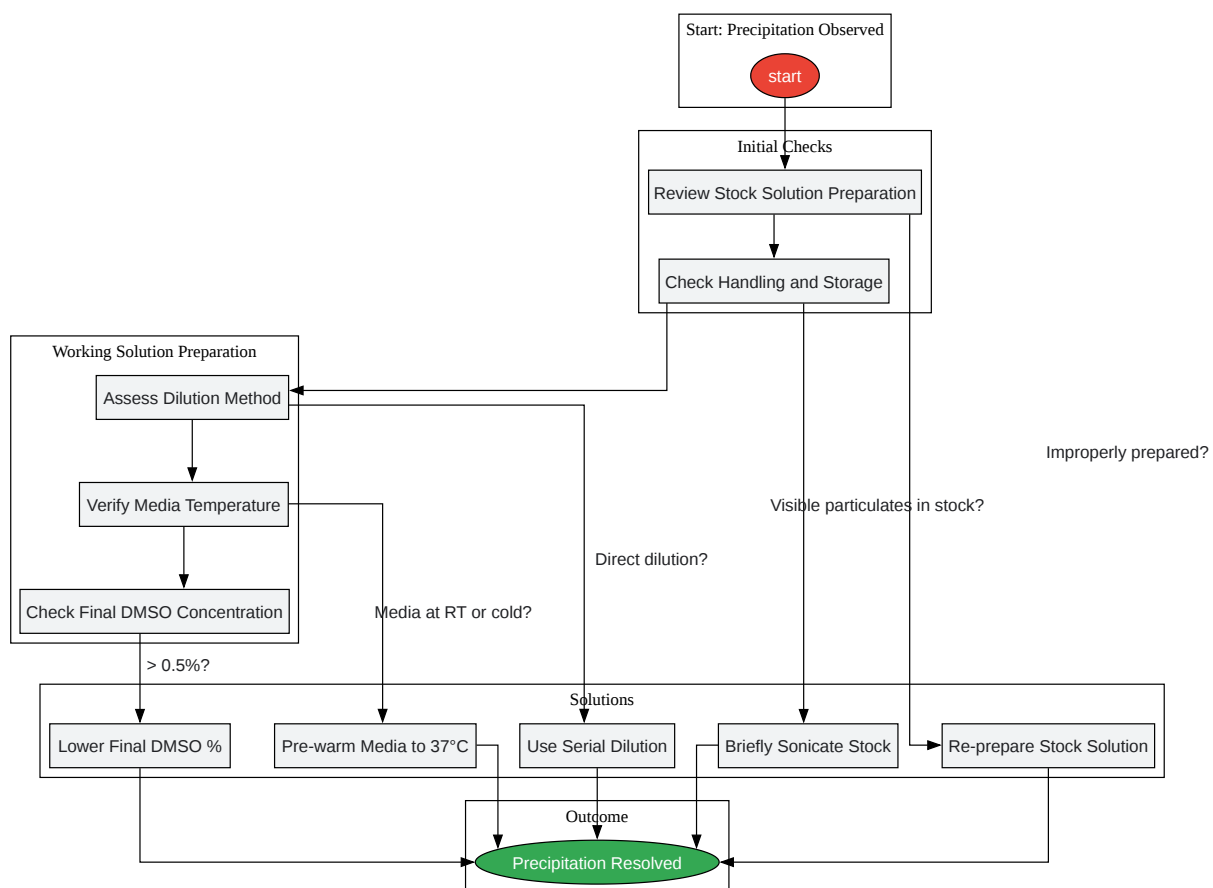 Start: Precipitation Observed
start
Initial Checks
Review Stock Solution Preparation
Check Handling and Storage
Working Solution Preparation
Assess Dilution Method
Improperly prepared?
Verify Media Temperature
Visible particulates in stock?
Direct dilution?
Check Final DMSO Concentration
Media at RT or cold?
> 0.5%?
Solutions
Lower Final DMSO %
Pre-warm Media to 37°C
Use Serial Dilution
Briefly Sonicate Stock
Re-prepare Stock Solution
Outcome
Precipitation Resolved